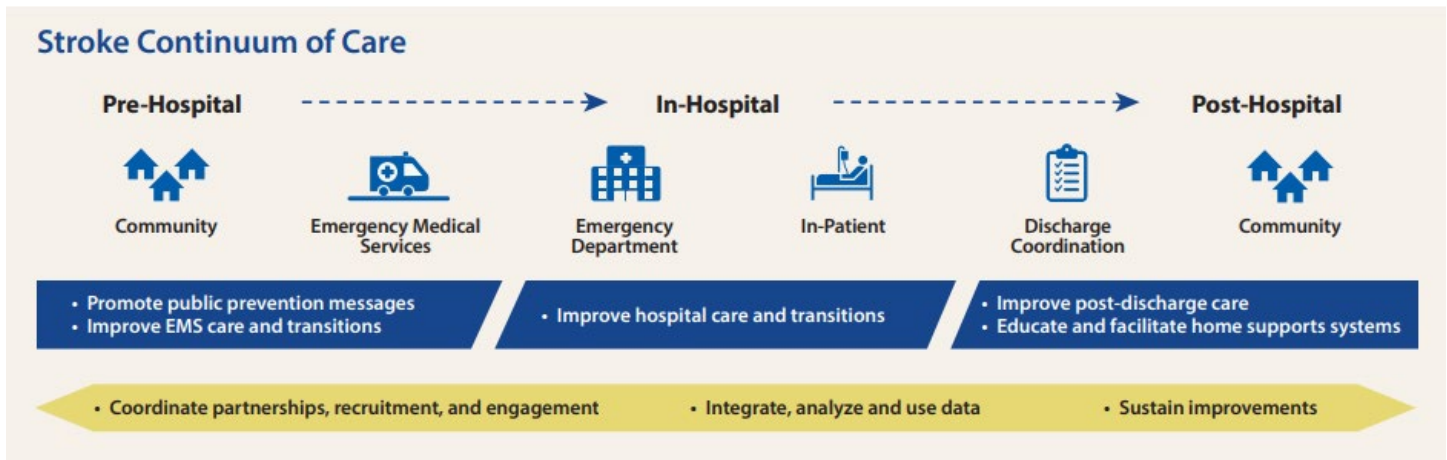 Stroke Continuum of Care
Pre-Hospital
In-Hospital
Post-Hospital
Community
Emergency Medical
Services
Emergency
Department
In-Patient
Discharge
Coordination
Community
• Promote public prevention messages
• Improve EMS care and transitions
• Improve hospital care and transitions
• Improve post-discharge care
• Educate and facilitate home supports systems
• Coordinate partnerships, recruitment, and engagement
• Integrate, analyze and use data
• Sustain improvements